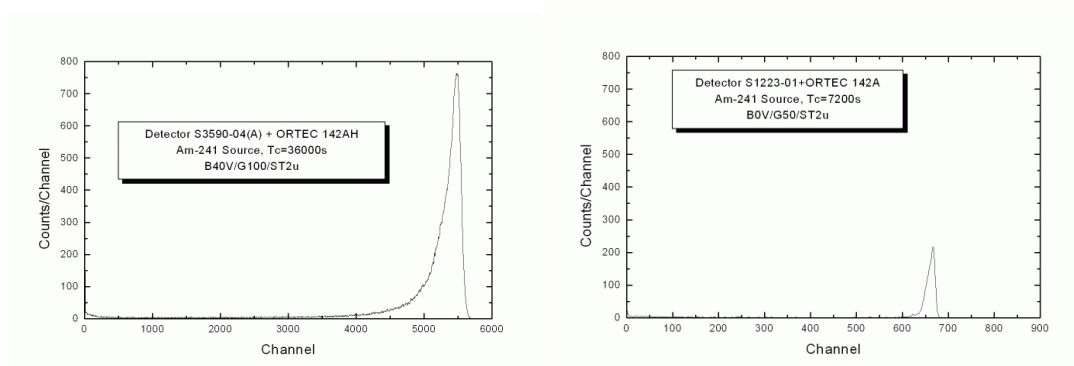 800
700
600
500
400
300
200
100
0
Counts/Channel
Detector S3590-04(A) + ORTEC 142AH
Am-241 Source, Tc=36000s
B40V/G100/ST2u
0 1000 2000 3000 4000 5000 6000
Channel
800
700
600
500
400
300
200
100
0
Counts/Channel
Detector S1223-01+ORTEC 142A
Am-241 Source, Tc=7200s
B0V/G50/ST2u
0 100 200 300 400 500 600 700 800 900
Channel